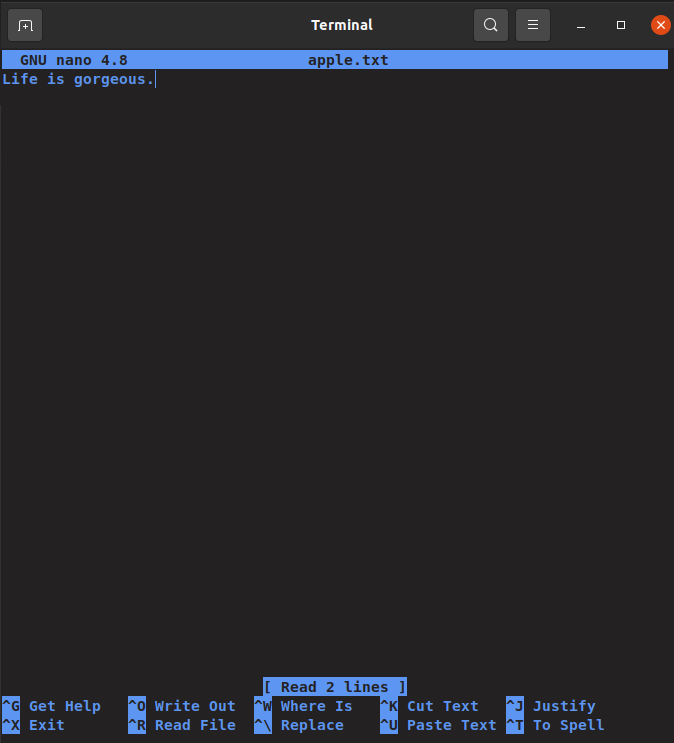 Terminal
GNU nano 4.8 apple.txt
Life is gorgeous.
[ Read 2 lines ]
^G Get Help ^O Write Out ^W Where Is ^K Cut Text ^J Justify
^X Exit ^R Read File ^\ Replace ^U Paste Text ^T To Spell